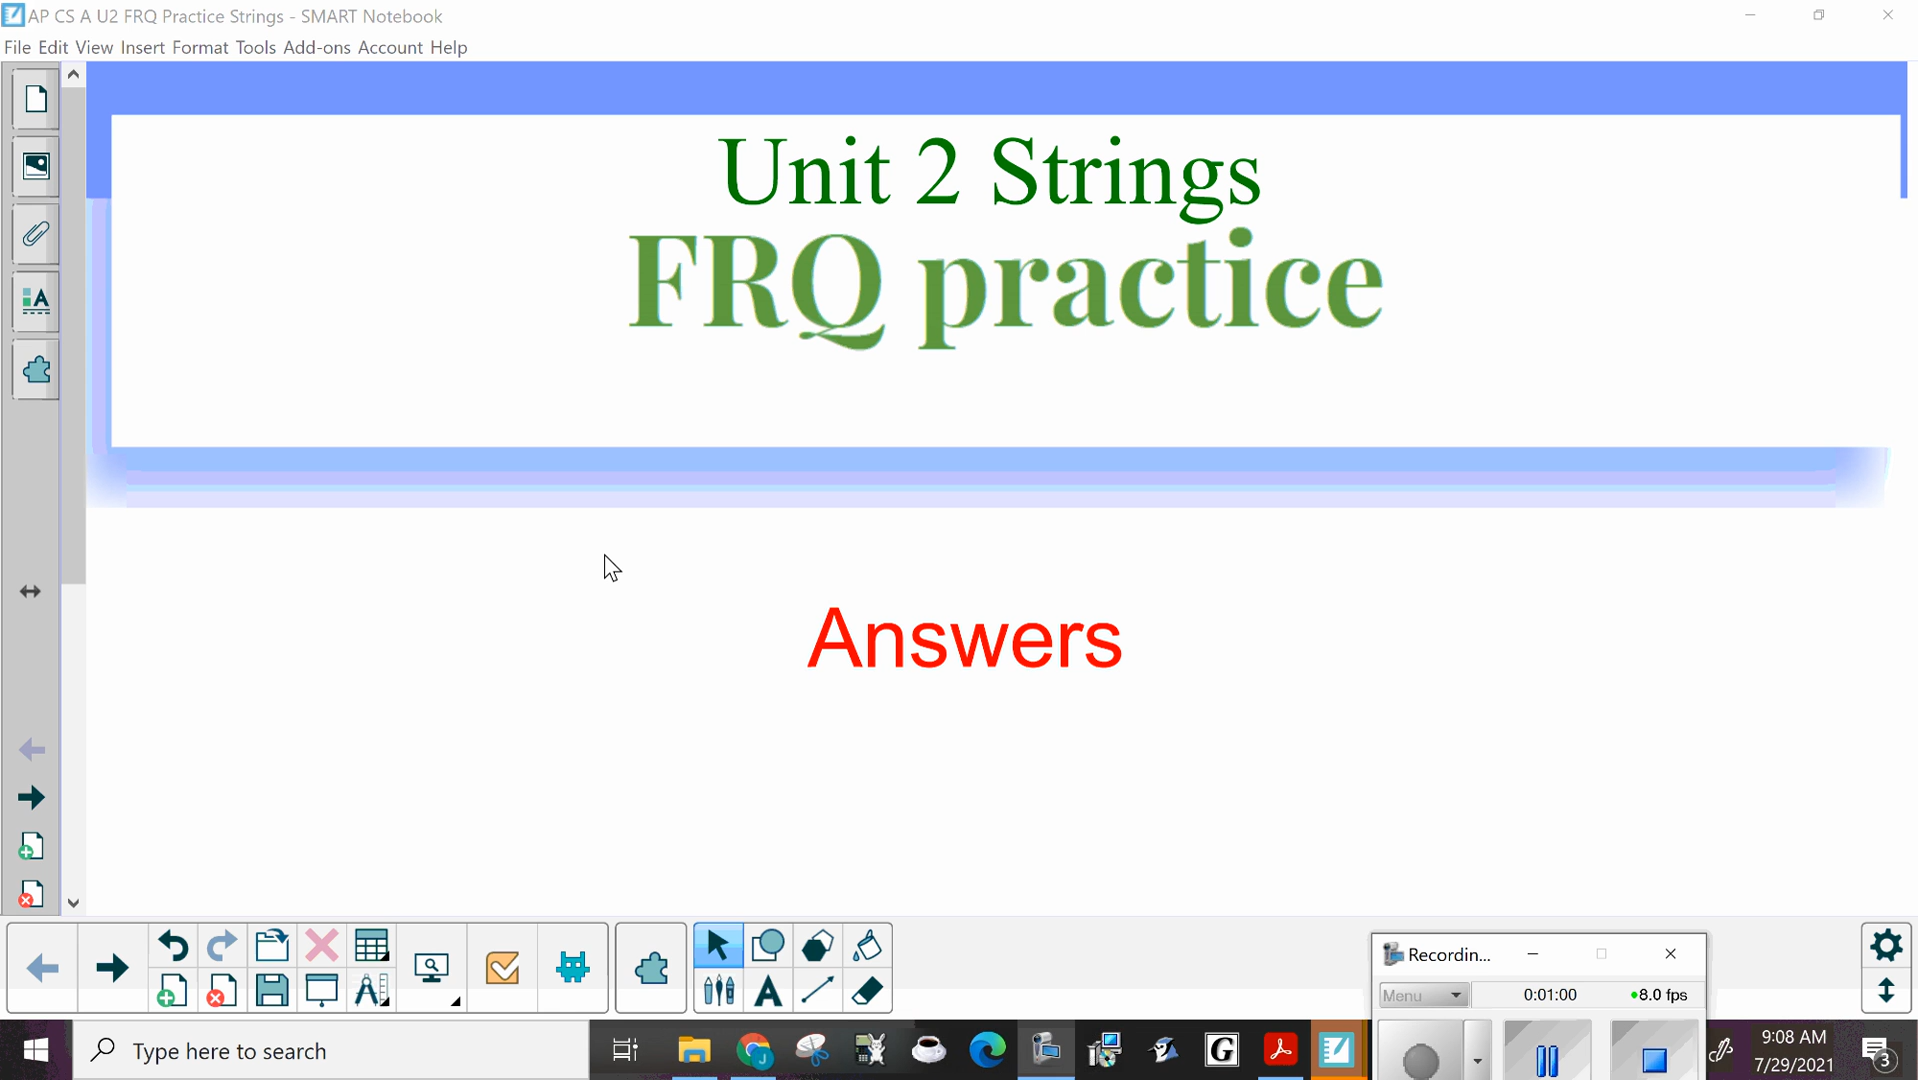 AP CS A U2 FRQ Practice Strings - SMART Notebook
File Edit View Insert Format Tools Add-ons Account Help
Unit 2 Strings
FRQ practice
Answers
Recordin...
Menu 0:01:00 8.0 fps
Type here to search
9:08 AM
7/29/2021
3